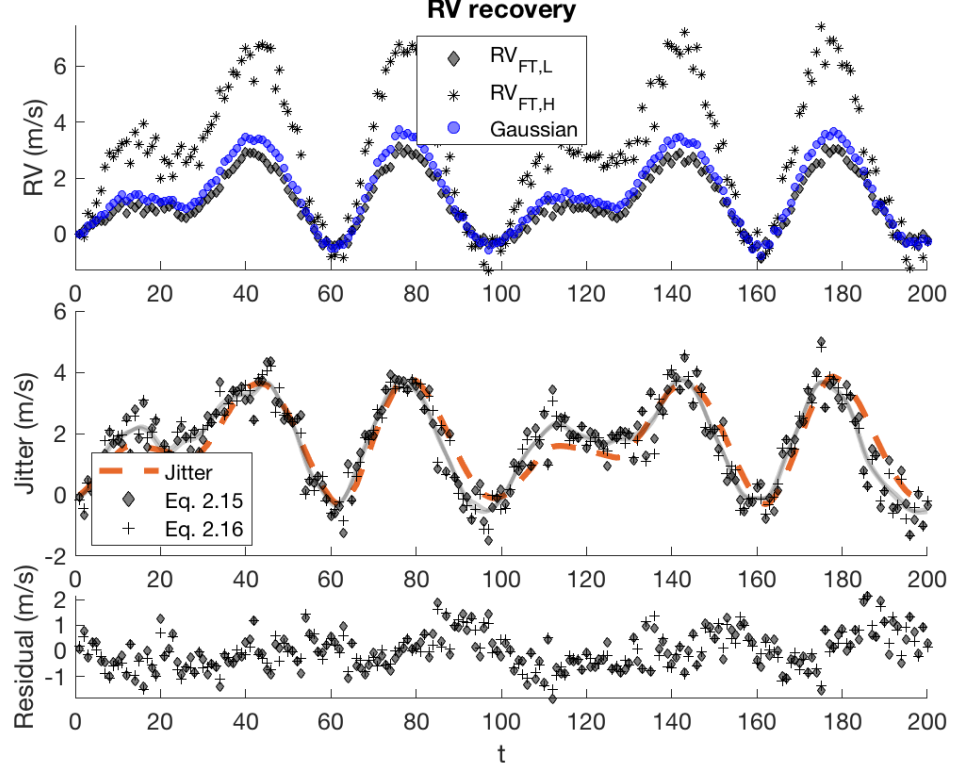 RV recovery
RV (m/s)
6
4
2
0
RV_FT,L
RV_FT,H
Gaussian
0 20 40 60 80 100 120 140 160 180 200
Jitter (m/s)
6
4
2
0
-2
Jitter
Eq. 2.15
Eq. 2.16
0 20 40 60 80 100 120 140 160 180 200
Residual (m/s)
2
1
0
-1
0 20 40 60 80 100 120 140 160 180 200
t